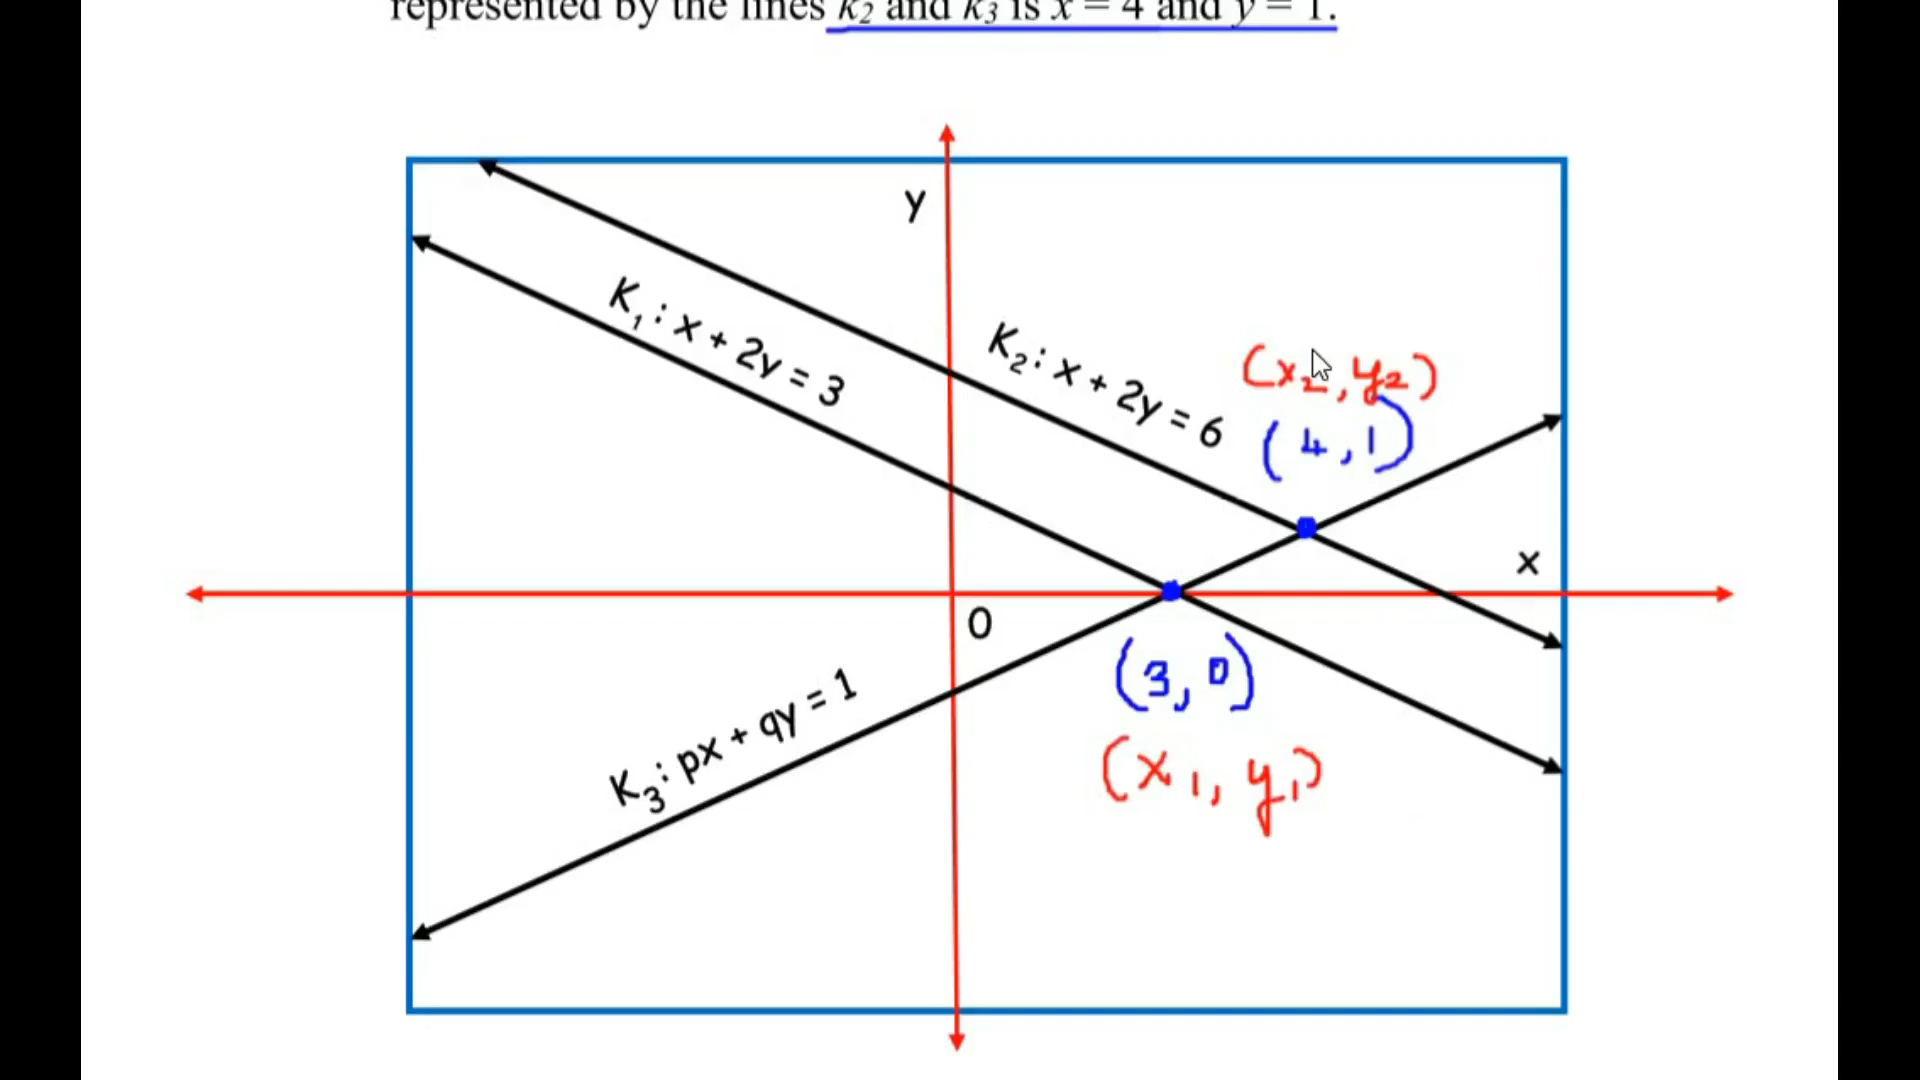 represented by the lines k₂ and k₃ is x = 4 and y = 1.
y
K₁ : x + 2y = 3
K₂ : x + 2y = 6
(x₂, y₂)
(4, 1)
x
0
(3, 0)
K₃ : px + qy = 1
(x₁, y₁)